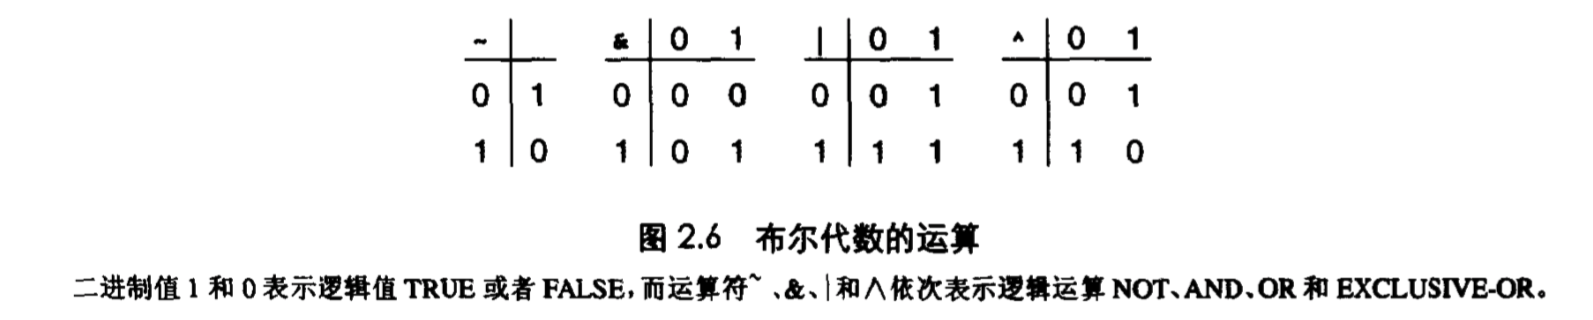 ~ & 0 1 | 0 1 ^ 0 1
0 1 0 0 0 0 0 1 0 0 1
1 0 1 0 1 1 1 1 1 1 0
图 2.6 布尔代数的运算
二进制值 1 和 0 表示逻辑值 TRUE 或者 FALSE,而运算符~、&、|和∧依次表示逻辑运算 NOT、AND、OR 和 EXCLUSIVE-OR。